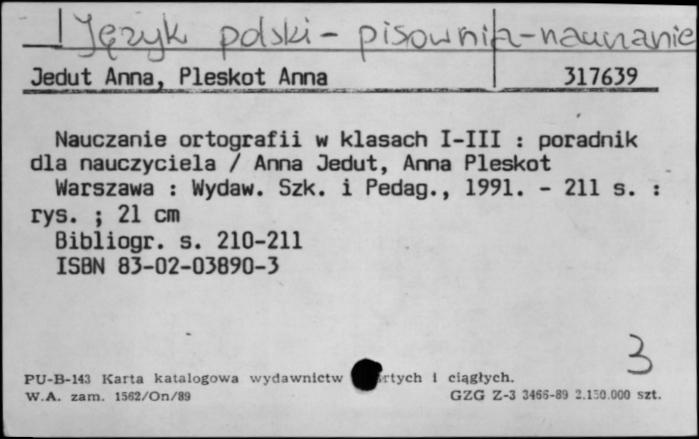 Język polski - pisownia - nauczanie
Jedut Anna, Pleskot Anna 317639
Nauczanie ortografii w klasach I-III : poradnik
dla nauczyciela / Anna Jedut, Anna Pleskot
Warszawa : Wydaw. Szk. i Pedag., 1991. - 211 s. :
rys. ; 21 cm
Bibliogr. s. 210-211
ISBN 83-02-03890-3
3
PU-B-143 Karta katalogowa wydawnictw i ciągłych.
W.A. zam. 1562/On/89 GZG Z-3 3466-89 2.150.000 szt.